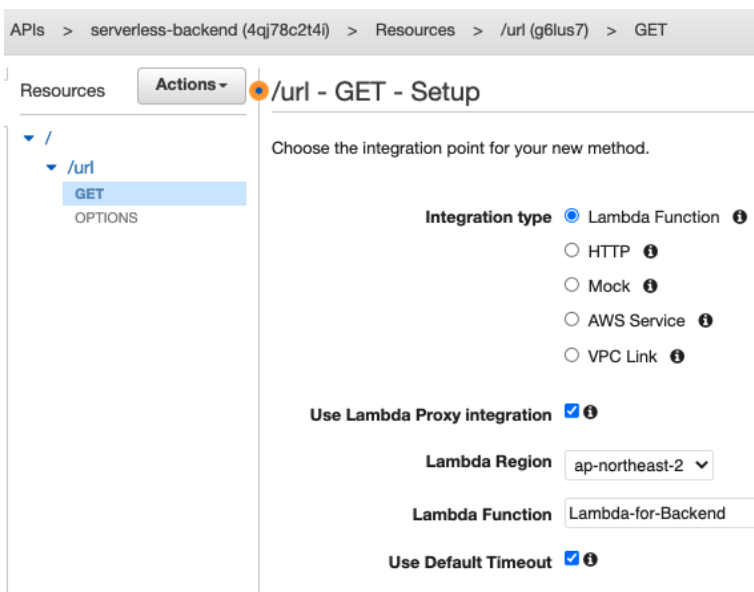 APIs > serverless-backend (4qj78c2t4i) > Resources > /url (g6lus7) > GET
Resources
Actions
/url - GET - Setup
/
/url
GET
OPTIONS
Choose the integration point for your new method.
Integration type Lambda Function
HTTP
Mock
AWS Service
VPC Link
Use Lambda Proxy integration
Lambda Region ap-northeast-2
Lambda Function Lambda-for-Backend
Use Default Timeout